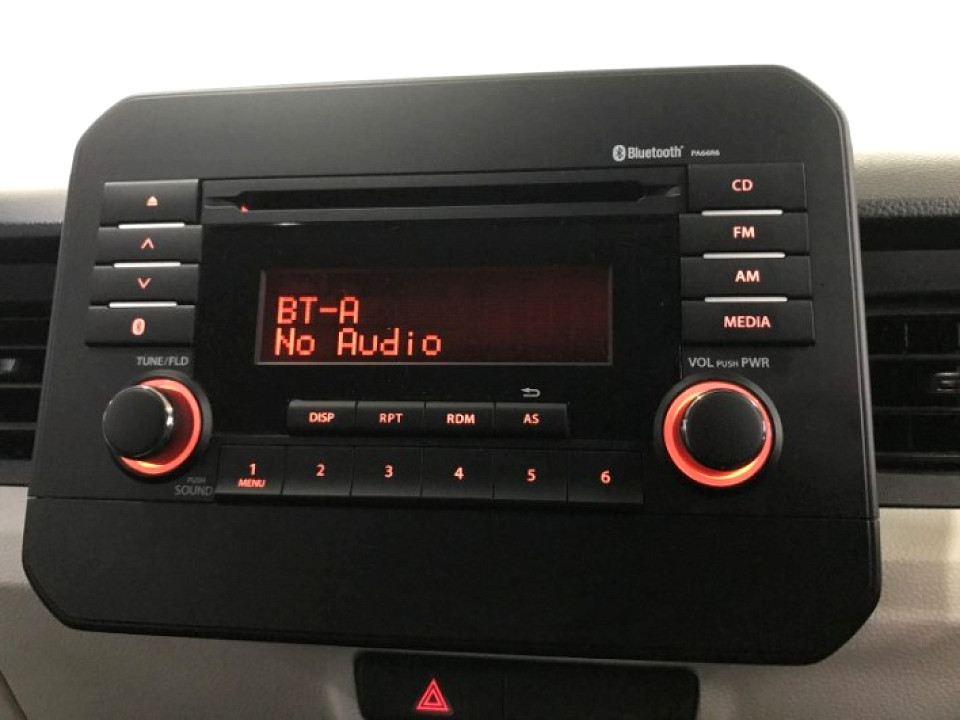 Bluetooth PA66R6
CD
FM
AM
MEDIA
BT-A
No Audio
TUNE/FLD
VOL PUSH PWR
DISP RPT RDM AS
PUSH
SOUND
1 2 3 4 5 6
MENU